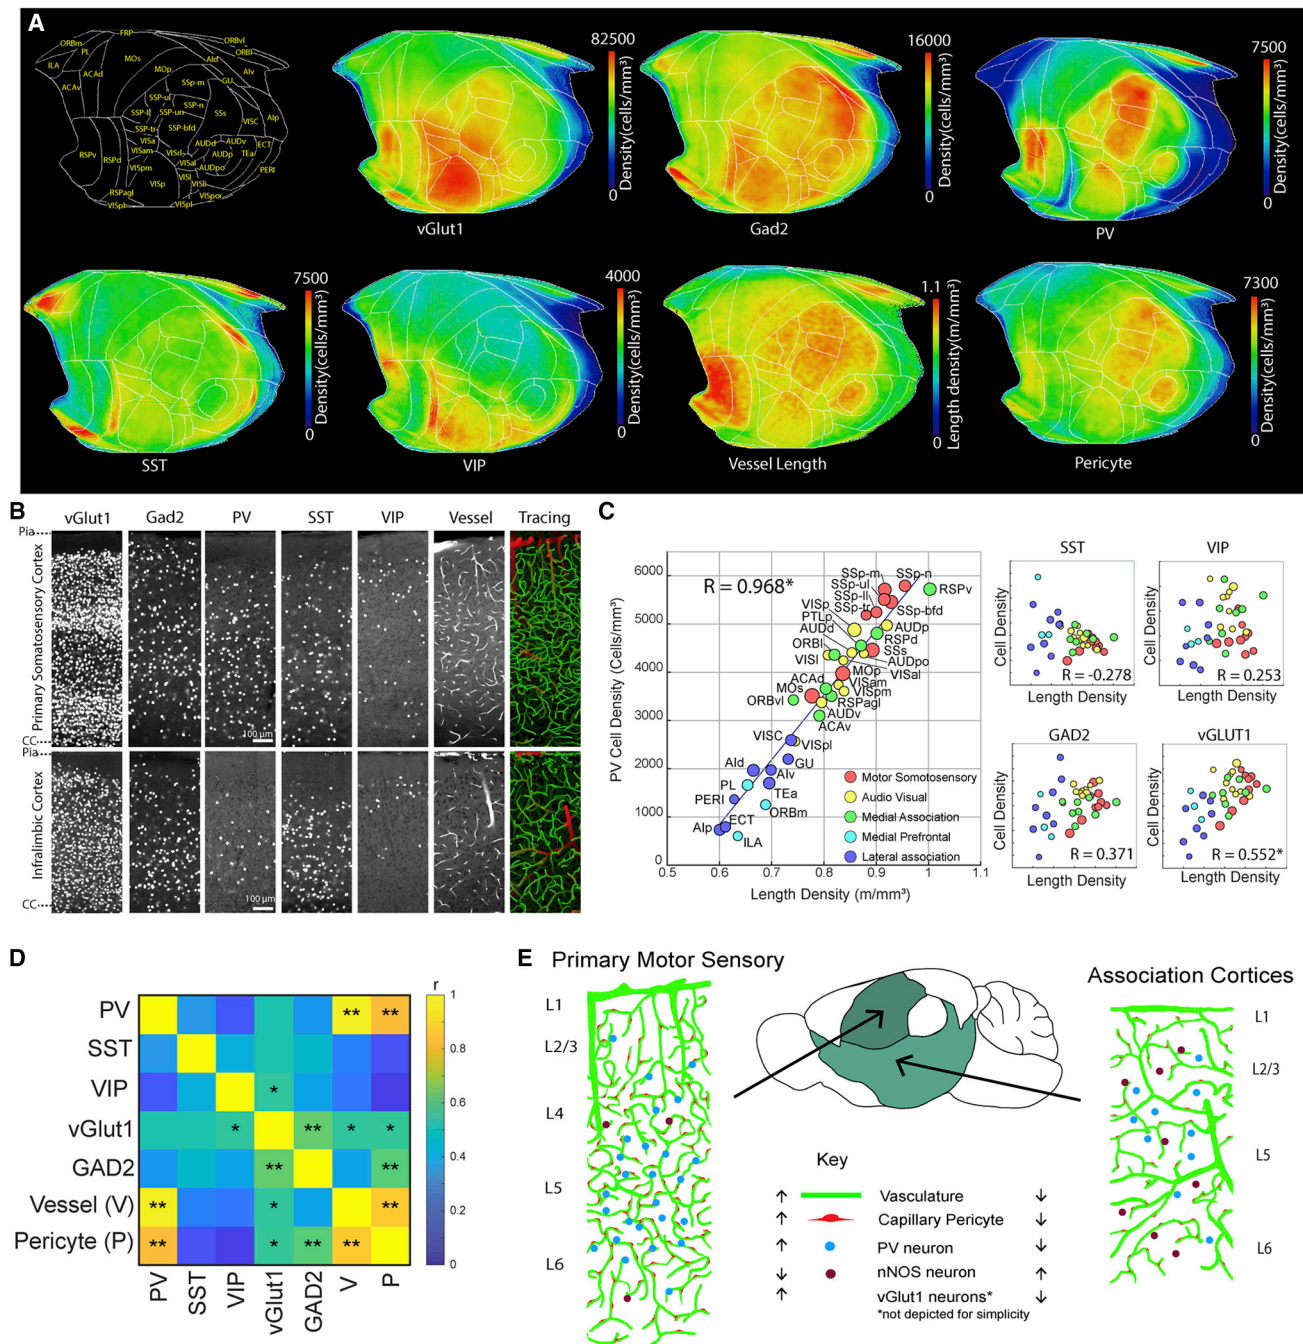 A
FRP
ORBm
PL
ORBvl
ORBl
ILA
ACAd
MOs
AId
AIv
ACAv
MOp
GU
SSp-m
SSP-ul
SSP-n
SSP-ll
SSP-un
SSs
VISC
AIp
SSP-tr
SSP-bfd
VISa
AUDd
AUDv
ECT
RSPv
RSPd
VISam
VISrl
AUDp
TEa
VISal
PERI
VISpm
AUDpo
VISl
RSPagl
VISp
VISli
VISpor
VISpl
VISpl
82500
Density(cells/mm³)
0
vGlut1
16000
Density(cells/mm³)
0
Gad2
7500
Density(cells/mm³)
0
PV
7500
Density(cells/mm³)
0
SST
4000
Density(cells/mm³)
0
VIP
1.1
Length density(m/mm³)
0
Vessel Length
7300
Density(cells/mm³)
0
Pericyte
B
vGlut1 Gad2 PV SST VIP Vessel Tracing
Pia
Primary Somotosensory Cortex
CC
100 µm
Pia
Infralimbic Cortex
CC
100 µm
C
R = 0.968*
PV Cell Density (Cells/mm³)
6000
5000
4000
3000
2000
1000
0
0.5 0.6 0.7 0.8 0.9 1 1.1
Length Density (m/mm³)
SSp-m
SSp-n
SSp-ul
RSPv
SSp-ll
SSp-tr
SSp-bfd
VISp
PTLp
AUDp
AUDd
RSPd
ORBl
SSs
VISl
AUDpo
VISal
ACAd
MOp
MOs
VISam
VISpm
ORBvl
RSPagl
AUDv
ACAv
VISC
VISpl
AId
GU
AIv
PL
TEa
PERI
ORBm
ECT
AIp
ILA
Motor Somotosensory
Audio Visual
Medial Association
Medial Prefrontal
Lateral association
SST
Cell Density
R = -0.278
Length Density
VIP
Cell Density
R = 0.253
Length Density
GAD2
Cell Density
R = 0.371
Length Density
vGLUT1
Cell Density
R = 0.552*
Length Density
D
r
PV ** **
SST
VIP *
vGlut1 * ** * *
GAD2 ** **
Vessel (V) ** * **
Pericyte (P) ** * ** **
PV SST VIP vGlut1 GAD2 V P
1
0.8
0.6
0.4
0.2
0
E
Primary Motor Sensory
Association Cortices
L1
L2/3
L4
L5
L6
L1
L2/3
L5
L6
Key
↑ Vasculature ↓
↑ Capillary Pericyte ↓
↑ PV neuron ↓
↓ nNOS neuron ↑
↑ vGlut1 neurons* ↓
*not depicted for simplicity